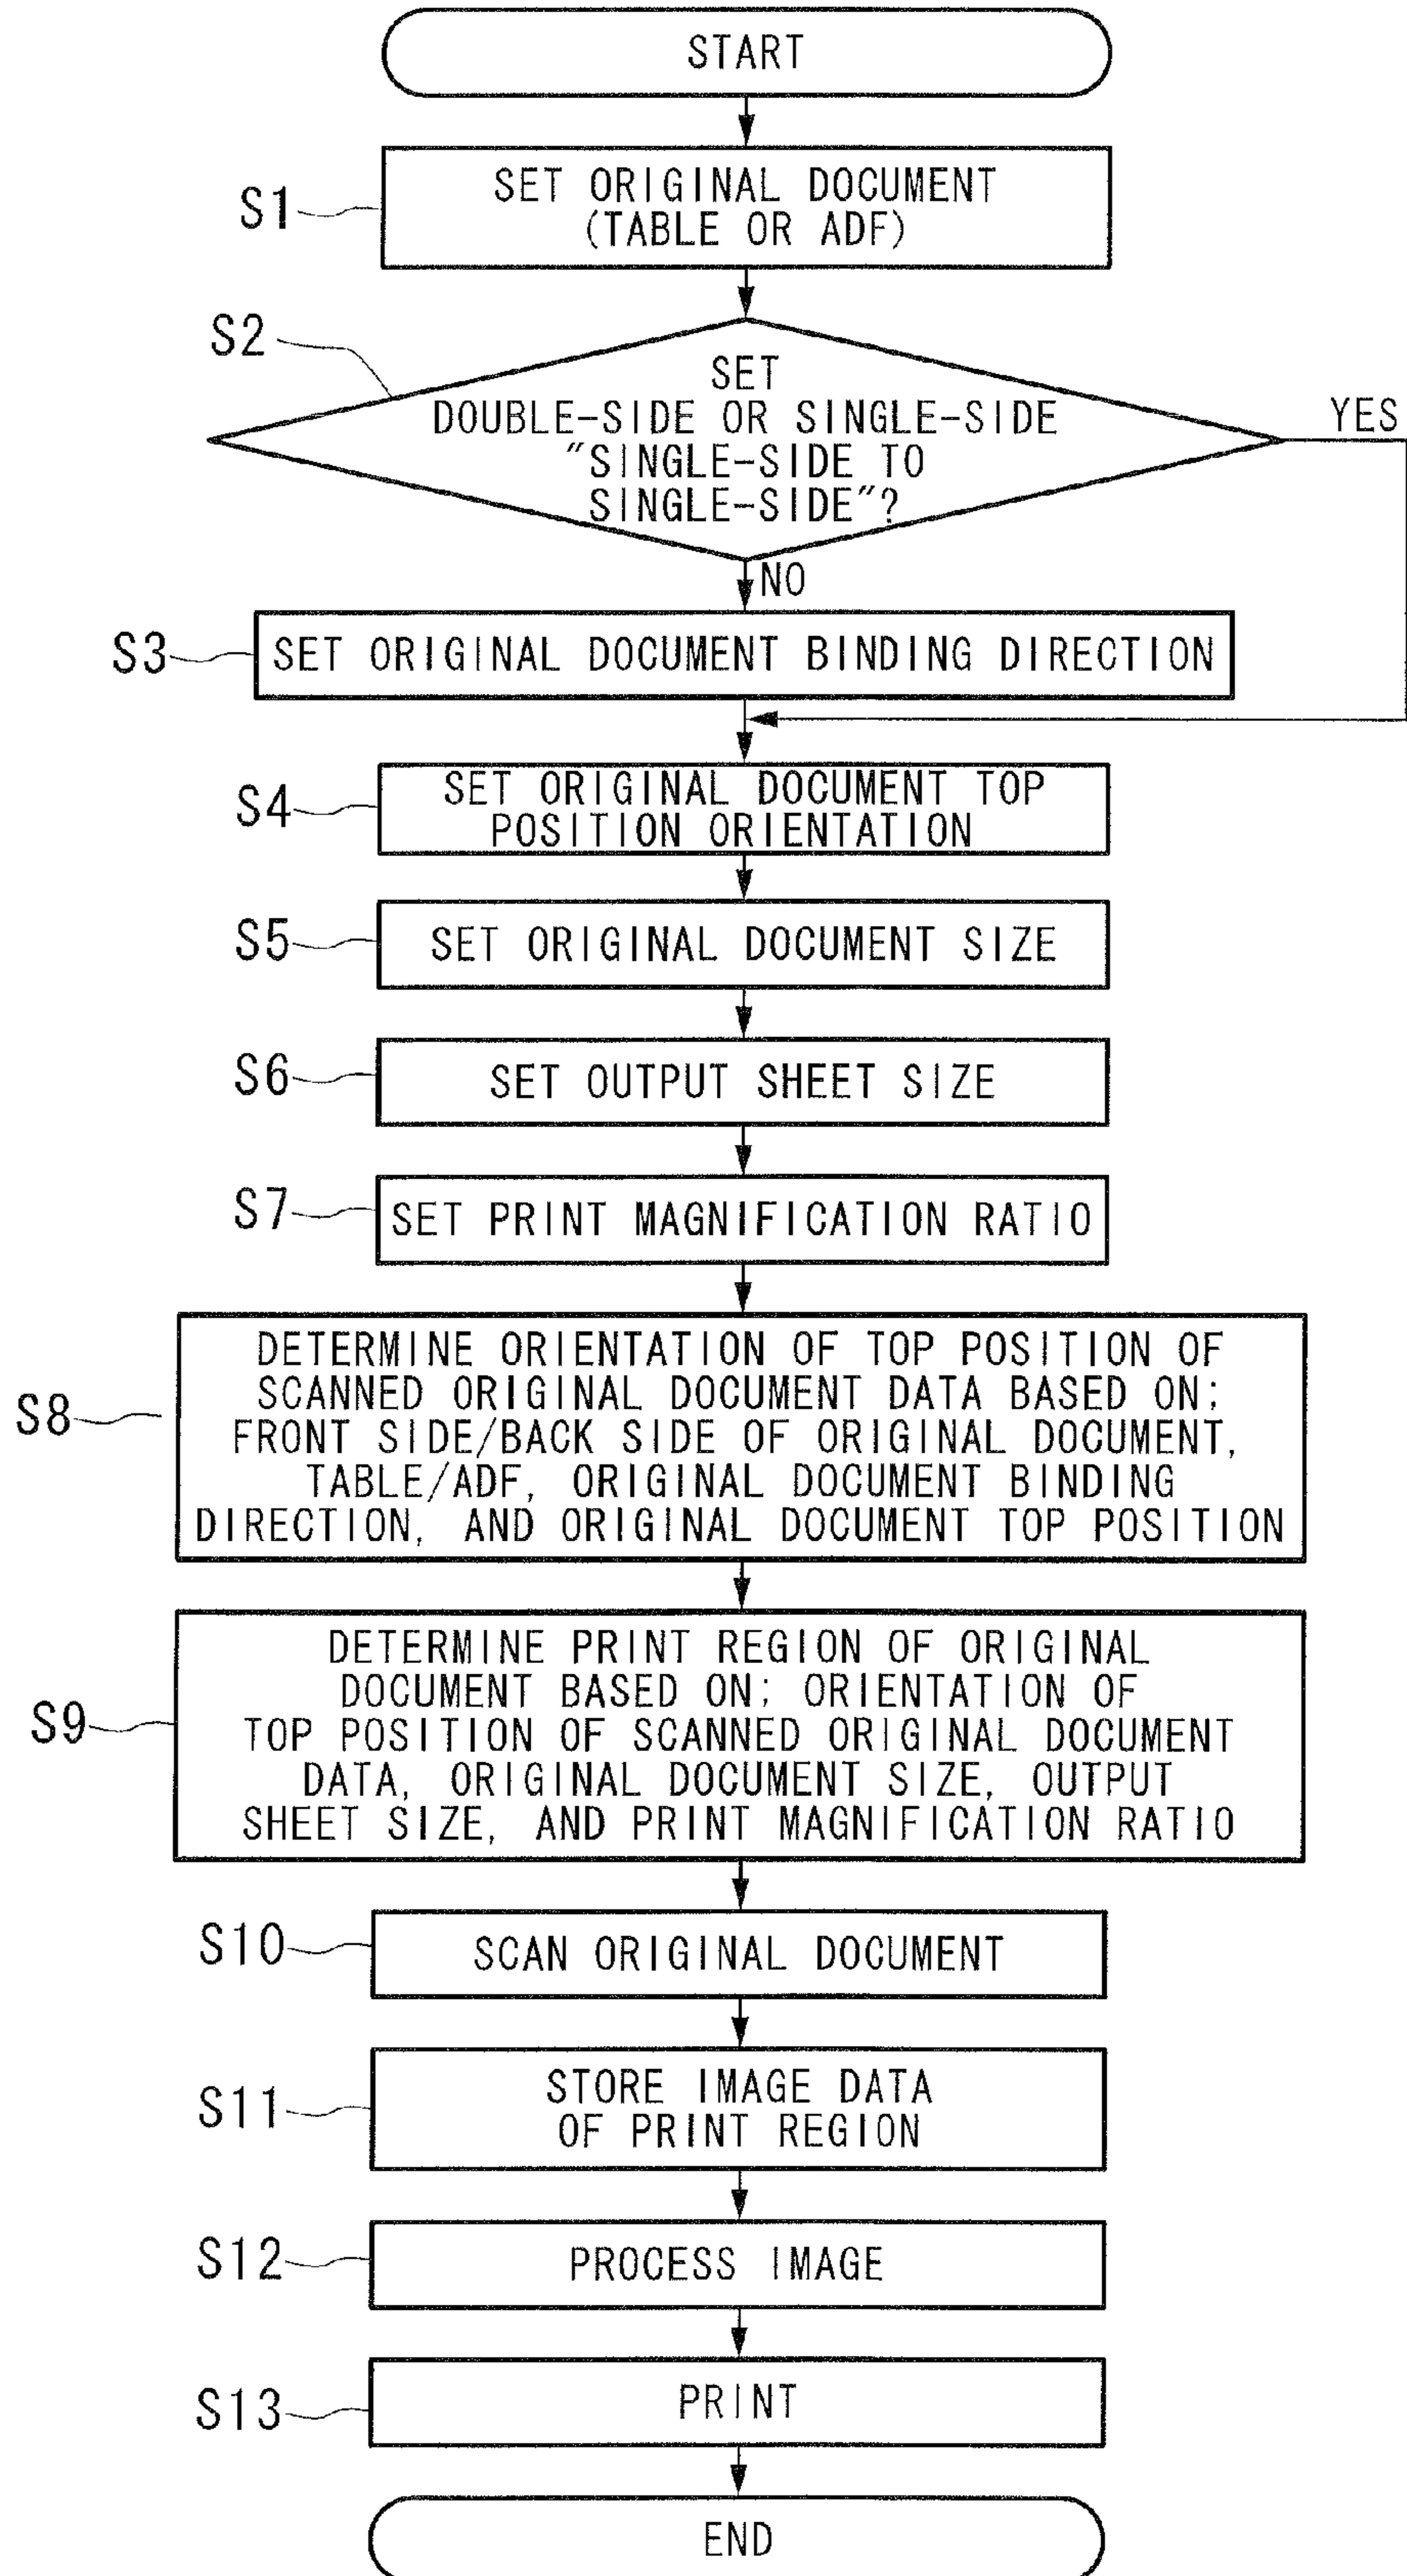 START
S1
SET ORIGINAL DOCUMENT
(TABLE OR ADF)
S2
SET
DOUBLE-SIDE OR SINGLE-SIDE
"SINGLE-SIDE TO
SINGLE-SIDE"?
YES
NO
S3
SET ORIGINAL DOCUMENT BINDING DIRECTION
S4
SET ORIGINAL DOCUMENT TOP
POSITION ORIENTATION
S5
SET ORIGINAL DOCUMENT SIZE
S6
SET OUTPUT SHEET SIZE
S7
SET PRINT MAGNIFICATION RATIO
S8
DETERMINE ORIENTATION OF TOP POSITION OF
SCANNED ORIGINAL DOCUMENT DATA BASED ON;
FRONT SIDE/BACK SIDE OF ORIGINAL DOCUMENT,
TABLE/ADF, ORIGINAL DOCUMENT BINDING
DIRECTION, AND ORIGINAL DOCUMENT TOP POSITION
S9
DETERMINE PRINT REGION OF ORIGINAL
DOCUMENT BASED ON; ORIENTATION OF
TOP POSITION OF SCANNED ORIGINAL DOCUMENT
DATA, ORIGINAL DOCUMENT SIZE, OUTPUT
SHEET SIZE, AND PRINT MAGNIFICATION RATIO
S10
SCAN ORIGINAL DOCUMENT
S11
STORE IMAGE DATA
OF PRINT REGION
S12
PROCESS IMAGE
S13
PRINT
END